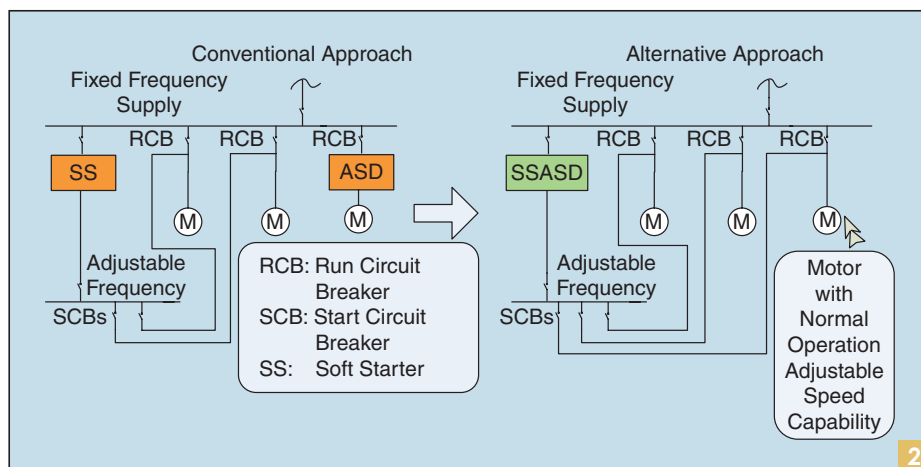 Conventional Approach
Fixed Frequency
Supply
RCB
RCB
RCB
SS
ASD
M
M
M
Adjustable
Frequency
SCBs
RCB: Run Circuit
Breaker
SCB: Start Circuit
Breaker
SS: Soft Starter
Alternative Approach
Fixed Frequency
Supply
RCB
RCB
RCB
SSASD
M
M
M
Adjustable
Frequency
SCBs
Motor
with
Normal
Operation
Adjustable
Speed
Capability
2